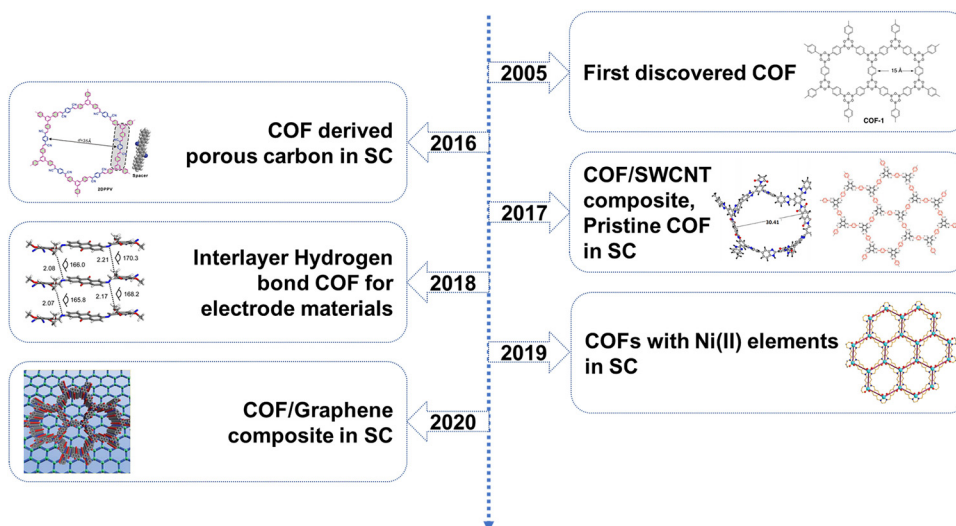 2005
First discovered COF
15 Å
COF-1
COF derived
porous carbon in SC
2DPPV
Spacer
2016
2017
COF/SWCNT
composite,
Pristine COF
in SC
30.41
2.08
166.0
2.21
170.3
2.07
165.8
2.17
168.2
Interlayer Hydrogen
bond COF for
electrode materials
2018
2019
COFs with Ni(II) elements
in SC
COF/Graphene
composite in SC
2020